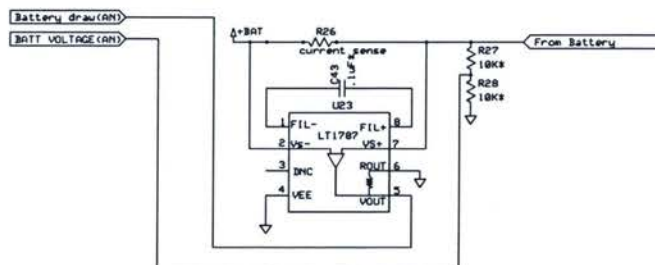 Battery draw(AN)
BATT VOLTAGE(AN)
+BAT
R26
current sense
From Battery
R27
10K*
R28
10K*
C43
.1uF*
U23
1 FIL- FIL+ 8
LT1787
2 Vs- VS+ 7
3 DNC ROUT 6
4 VEE VOUT 5